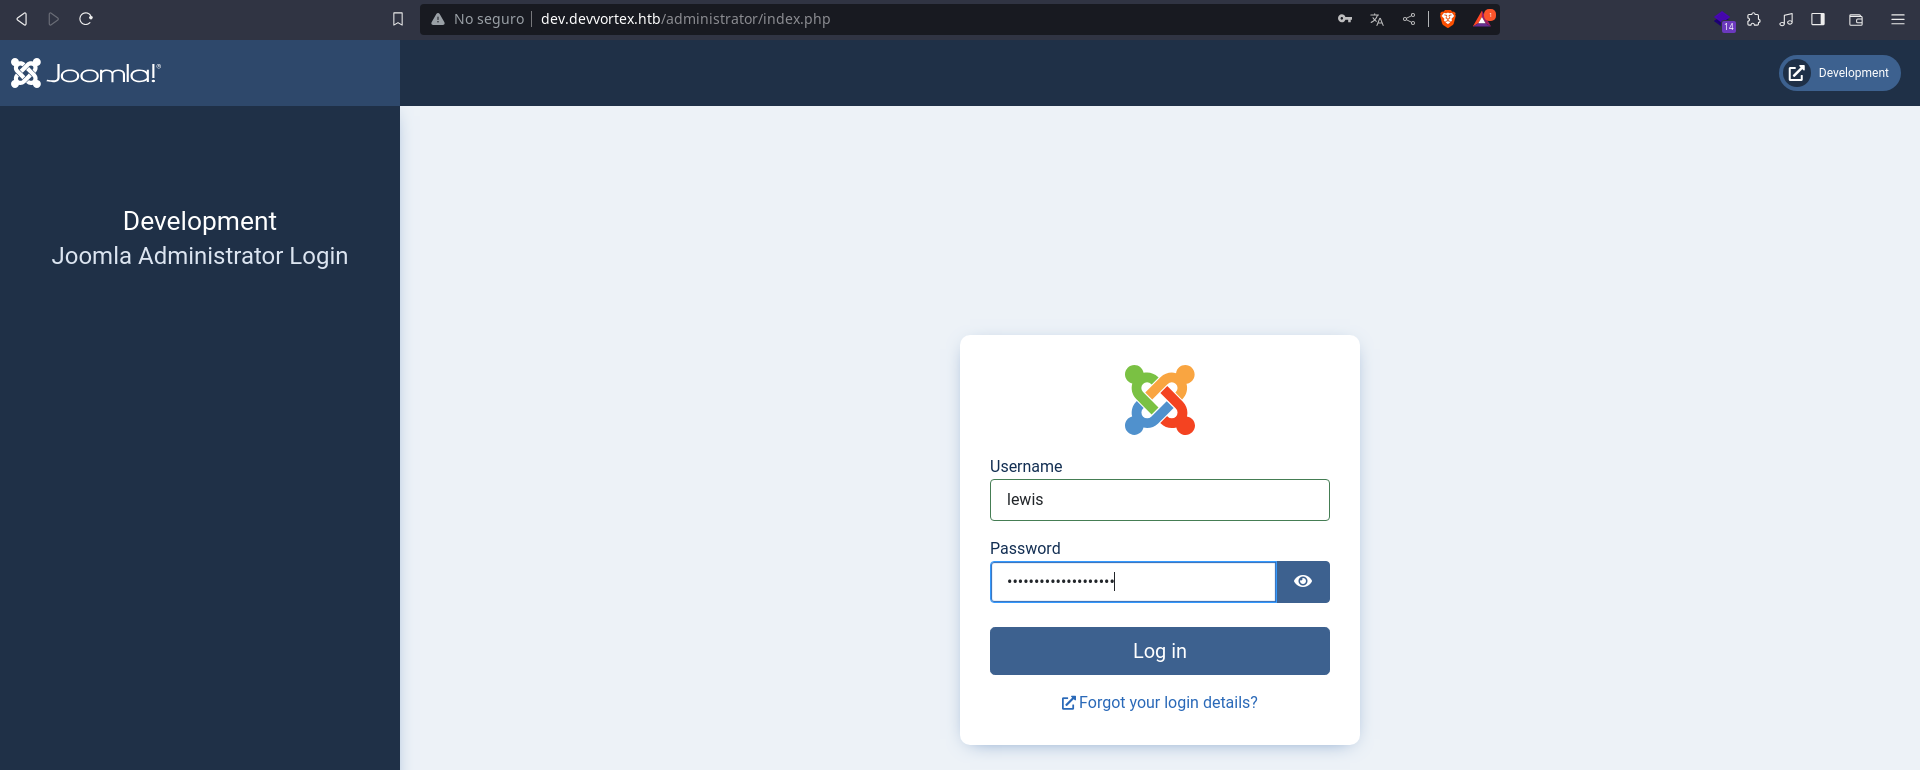 No seguro dev.devvortex.htb/administrator/index.php
14
Joomla!®
Development
Development
Joomla Administrator Login
Username
lewis
Password
••••••••••••••••••••
Log in
Forgot your login details?